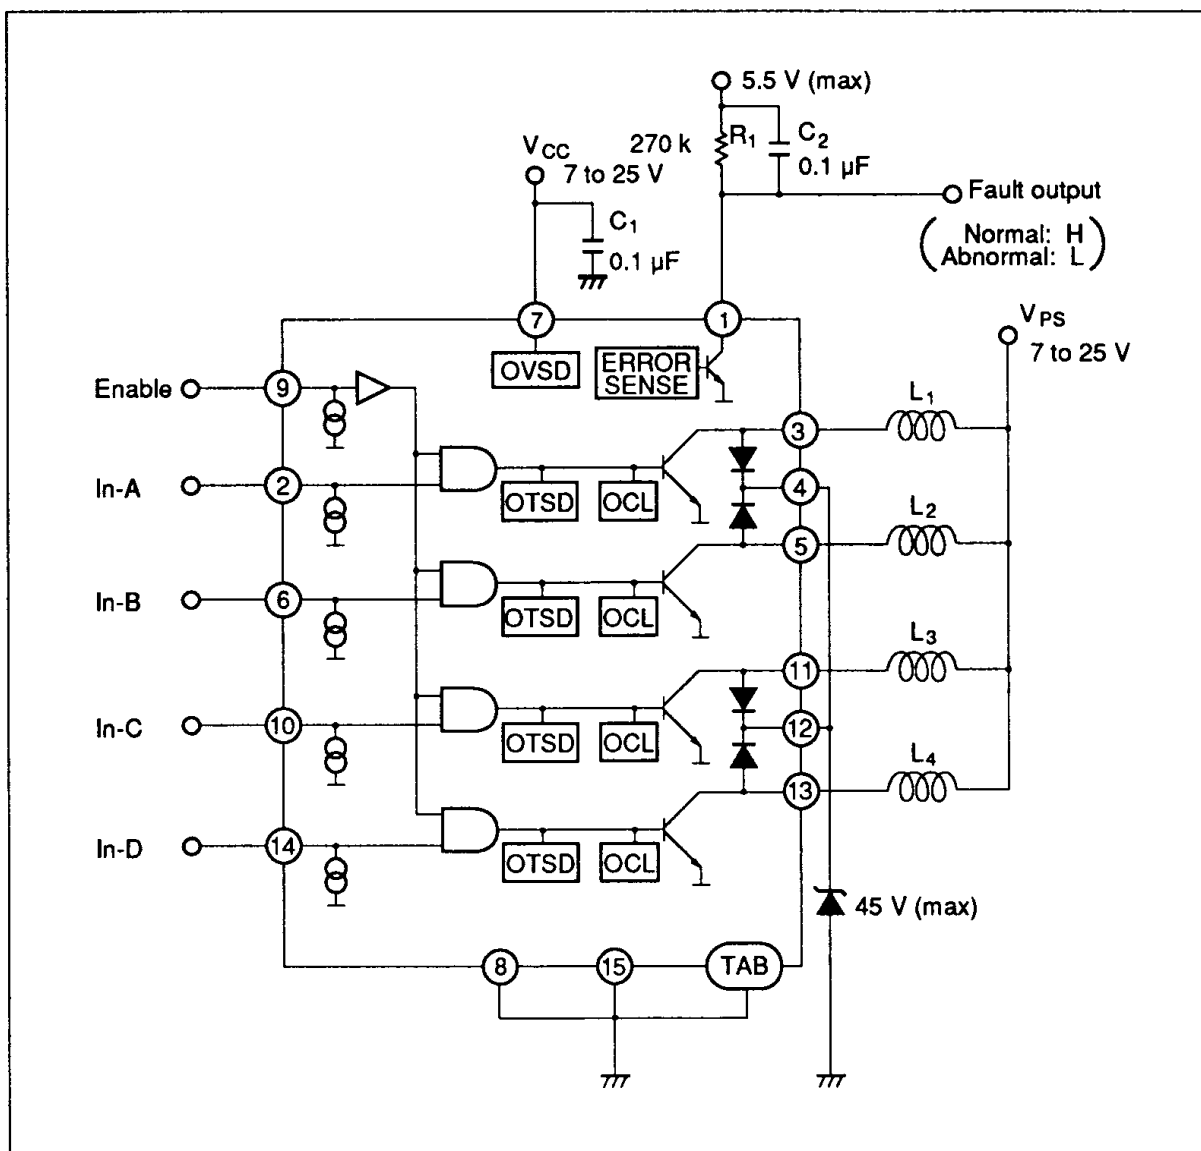 5.5 V (max)
270 k
R1
C2
0.1 µF
VCC
7 to 25 V
C1
0.1 µF
Fault output
(Normal: H
Abnormal: L)
VPS
7 to 25 V
7
1
OVSD
ERROR
SENSE
Enable
9
3
L1
In-A
2
4
OTSD
OCL
5
L2
In-B
6
OTSD
OCL
11
L3
In-C
10
12
OTSD
OCL
13
L4
In-D
14
OTSD
OCL
45 V (max)
8
15
TAB